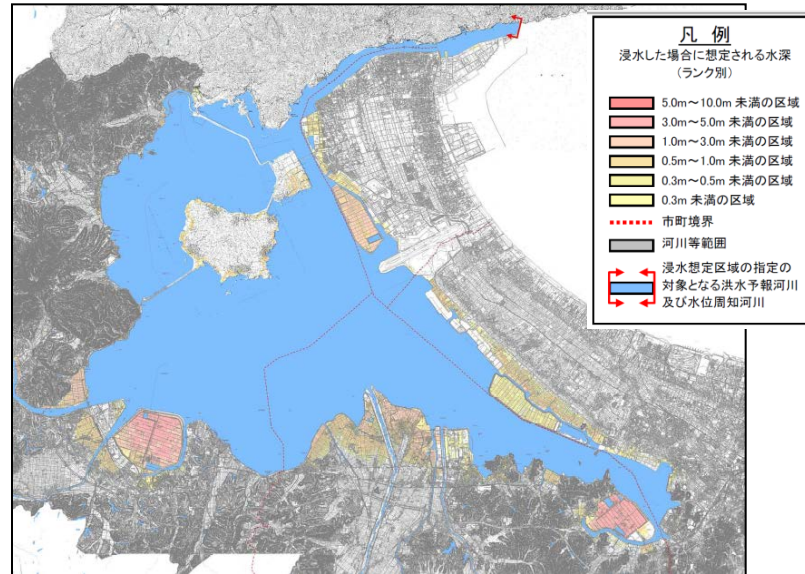 凡 例
浸水した場合に想定される水深
（ランク別）
5.0m～10.0m 未満の区域
3.0m～5.0m 未満の区域
1.0m～3.0m 未満の区域
0.5m～1.0m 未満の区域
0.3m～0.5m 未満の区域
0.3m 未満の区域
市町境界
河川等範囲
浸水想定区域の指定の
対象となる洪水予報河川
及び水位周知河川